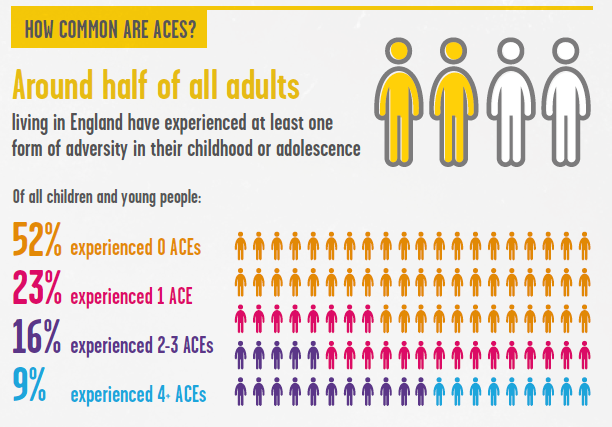 HOW COMMON ARE ACES?
Around half of all adults
living in England have experienced at least one
form of adversity in their childhood or adolescence
Of all children and young people:
52% experienced 0 ACEs
23% experienced 1 ACE
16% experienced 2-3 ACEs
9% experienced 4+ ACEs